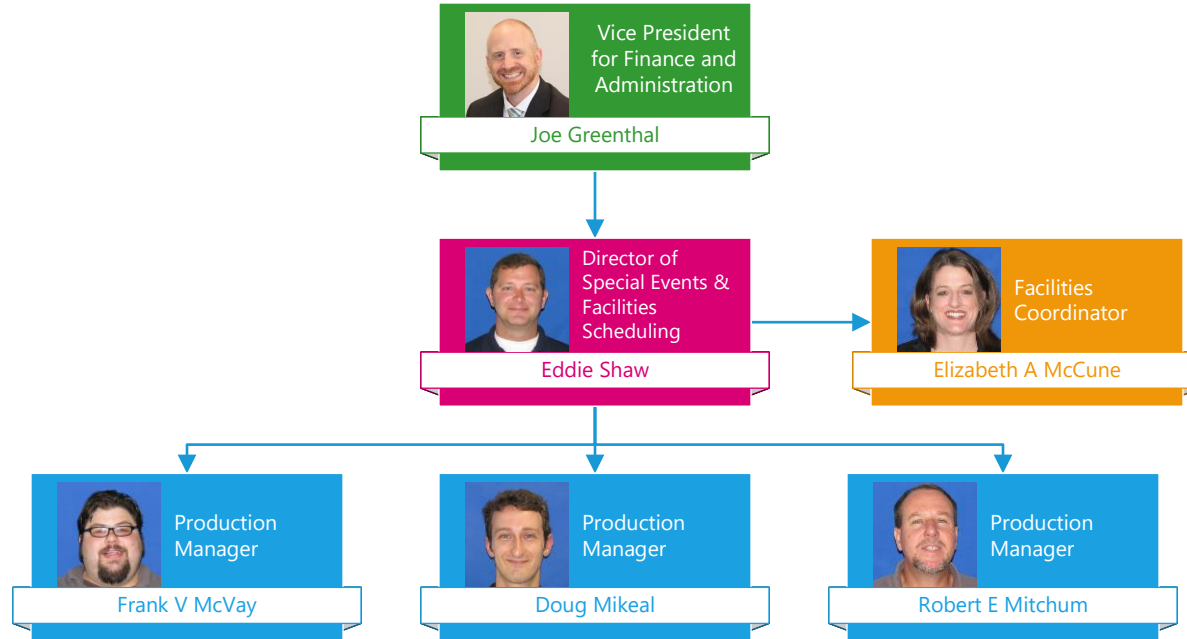 Vice President
for Finance and
Administration
Joe Greenthal
Director of
Special Events &
Facilities
Scheduling
Eddie Shaw
Facilities
Coordinator
Elizabeth A McCune
Production
Manager
Frank V McVay
Production
Manager
Doug Mikeal
Production
Manager
Robert E Mitchum